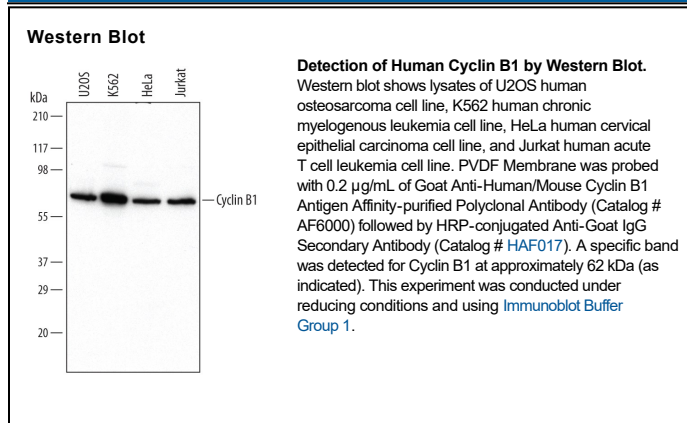 Western Blot
kDa
U2OS
K562
HeLa
Jurkat
210
117
98
55
37
29
20
Cyclin B1
Detection of Human Cyclin B1 by Western Blot.
Western blot shows lysates of U2OS human
osteosarcoma cell line, K562 human chronic
myelogenous leukemia cell line, HeLa human cervical
epithelial carcinoma cell line, and Jurkat human acute
T cell leukemia cell line. PVDF Membrane was probed
with 0.2 µg/mL of Goat Anti-Human/Mouse Cyclin B1
Antigen Affinity-purified Polyclonal Antibody (Catalog #
AF6000) followed by HRP-conjugated Anti-Goat IgG
Secondary Antibody (Catalog # HAF017). A specific band
was detected for Cyclin B1 at approximately 62 kDa (as
indicated). This experiment was conducted under
reducing conditions and using Immunoblot Buffer
Group 1.